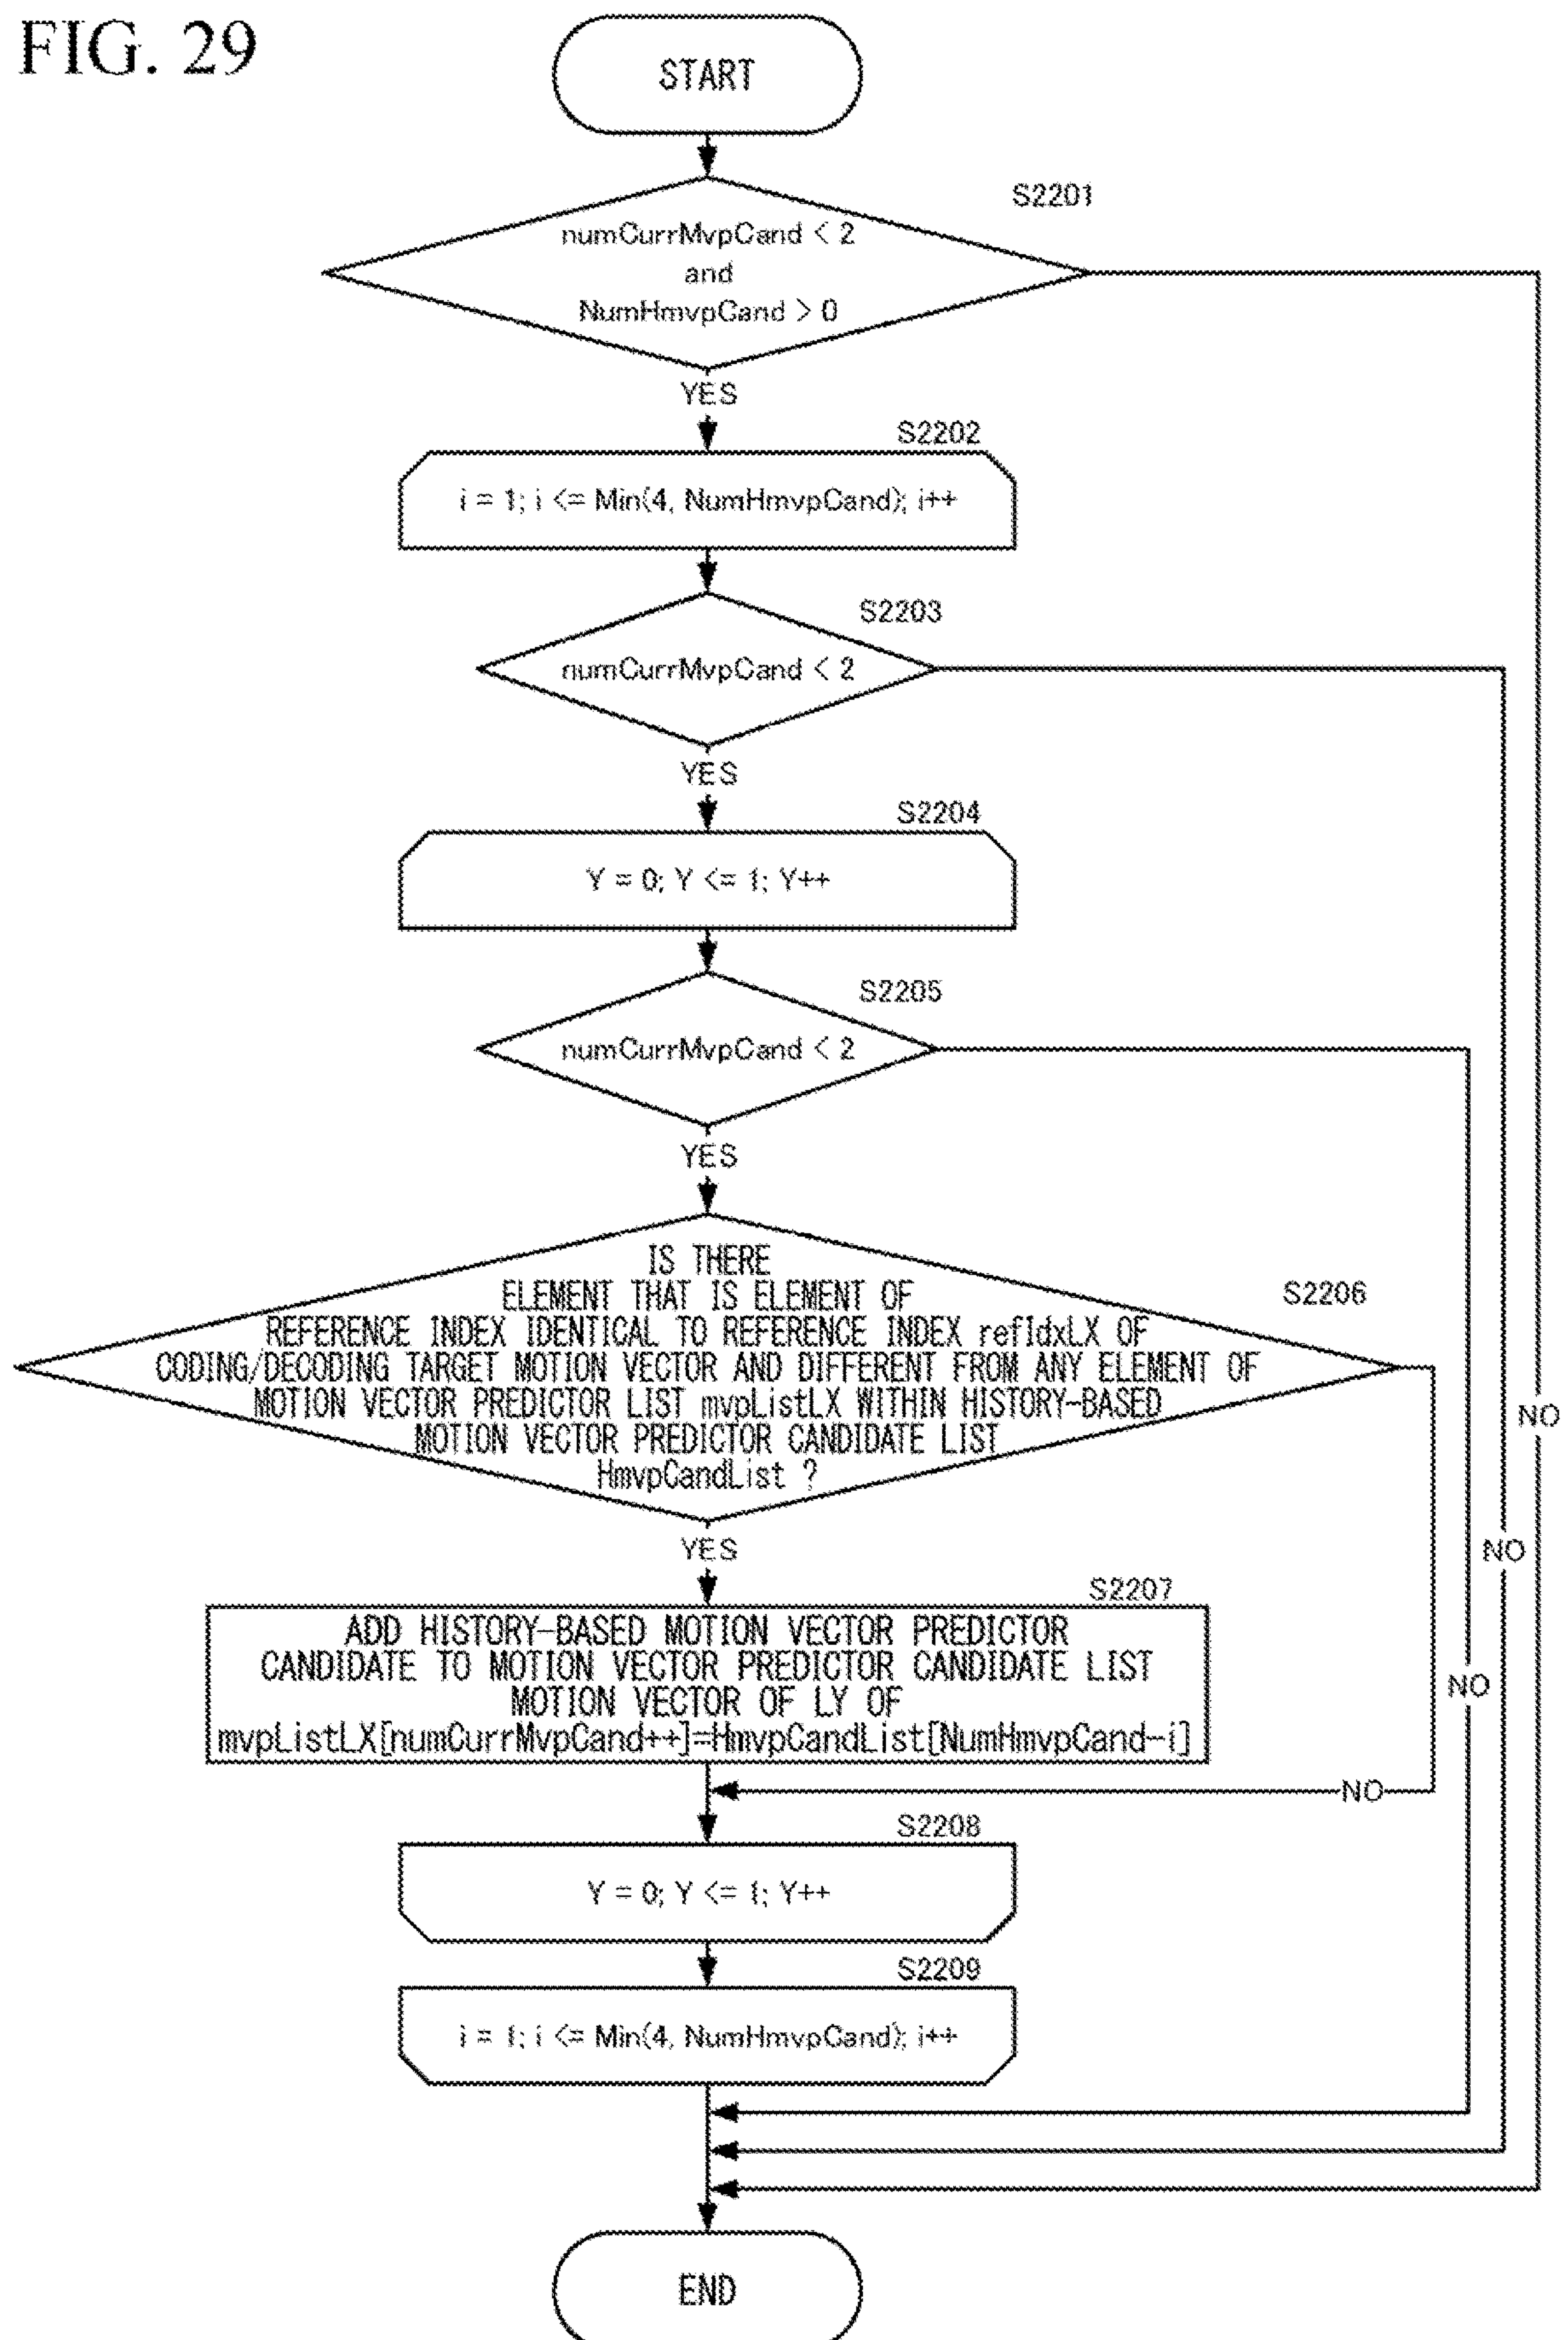 FIG. 29
START
S2201
numCurrMvpCand < 2
and
NumHmvpCand > 0
YES
S2202
i = 1; i <= Min(4, NumHmvpCand); i++
S2203
numCurrMvpCand < 2
YES
S2204
Y = 0; Y <= 1; Y++
S2205
numCurrMvpCand < 2
YES
S2206
IS THERE
ELEMENT THAT IS ELEMENT OF
REFERENCE INDEX IDENTICAL TO REFERENCE INDEX refIdxLX OF
CODING/DECODING TARGET MOTION VECTOR AND DIFFERENT FROM ANY ELEMENT OF
MOTION VECTOR PREDICTOR LIST mvpListLX WITHIN HISTORY-BASED
MOTION VECTOR PREDICTOR CANDIDATE LIST
HmvpCandList ?
NO
YES
NO
S2207
ADD HISTORY-BASED MOTION VECTOR PREDICTOR
CANDIDATE TO MOTION VECTOR PREDICTOR CANDIDATE LIST
MOTION VECTOR OF LY OF
mvpListLX[numCurrMvpCand++]=HmvpCandList[NumHmvpCand-i]
NO
NO
S2208
Y = 0; Y <= 1; Y++
S2209
i = 1; i <= Min(4, NumHmvpCand); i++
END